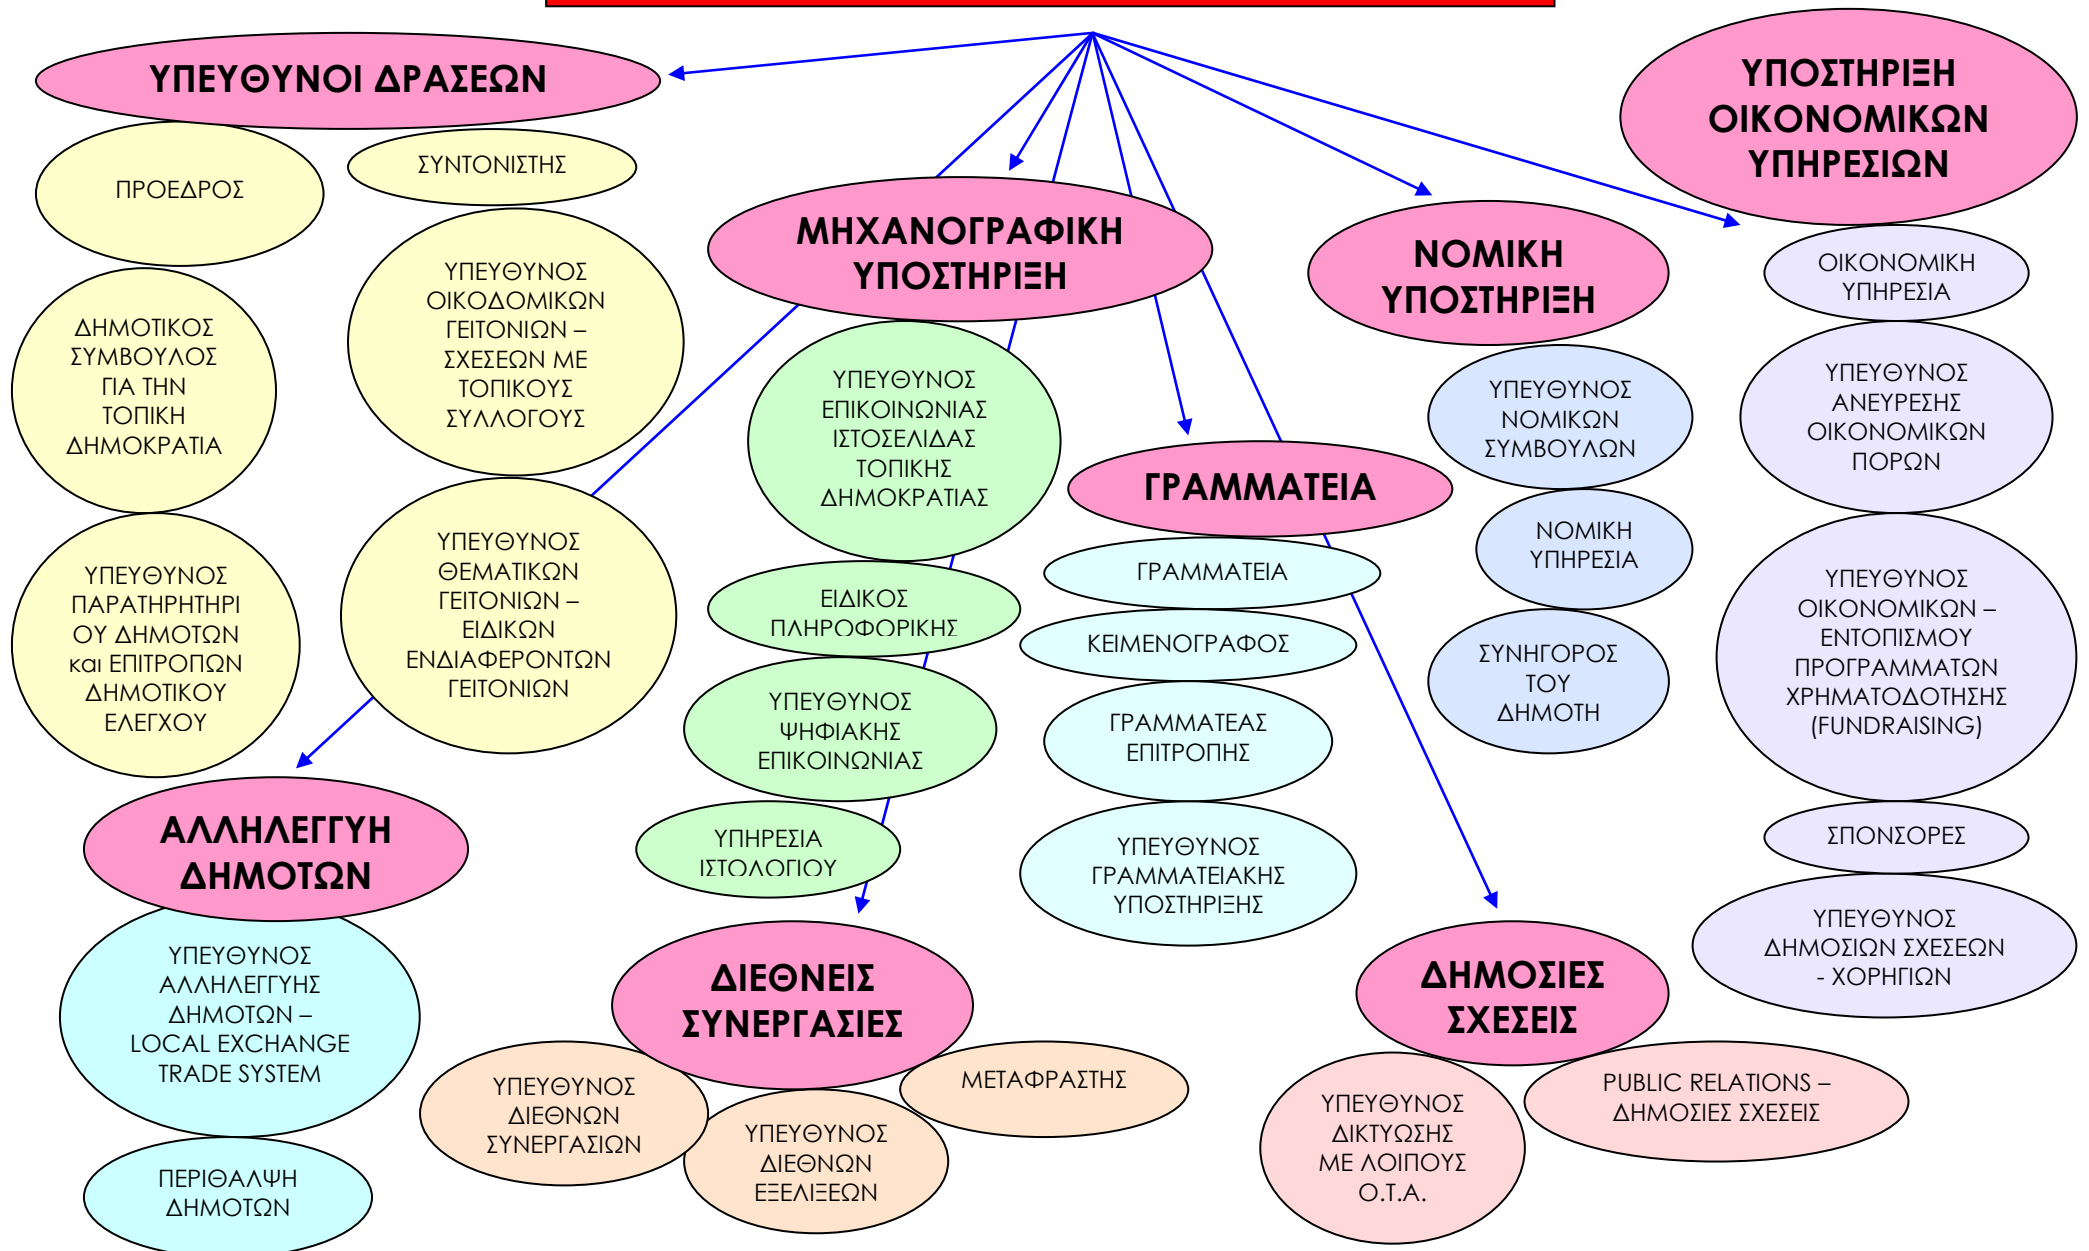 ΥΠΕΥΘΥΝΟΙ ΔΡΑΣΕΩΝ
ΠΡΟΕΔΡΟΣ
ΣΥΝΤΟΝΙΣΤΗΣ
ΔΗΜΟΤΙΚΟΣ
ΣΥΜΒΟΥΛΟΣ
ΓΙΑ ΤΗΝ
ΤΟΠΙΚΗ
ΔΗΜΟΚΡΑΤΙΑ
ΥΠΕΥΘΥΝΟΣ
ΟΙΚΟΔΟΜΙΚΩΝ
ΓΕΙΤΟΝΙΩΝ –
ΣΧΕΣΕΩΝ ΜΕ
ΤΟΠΙΚΟΥΣ
ΣΥΛΛΟΓΟΥΣ
ΥΠΕΥΘΥΝΟΣ
ΠΑΡΑΤΗΡΗΤΗΡΙ
ΟΥ ΔΗΜΟΤΩΝ
και ΕΠΙΤΡΟΠΩΝ
ΔΗΜΟΤΙΚΟΥ
ΕΛΕΓΧΟΥ
ΥΠΕΥΘΥΝΟΣ
ΘΕΜΑΤΙΚΩΝ
ΓΕΙΤΟΝΙΩΝ –
ΕΙΔΙΚΩΝ
ΕΝΔΙΑΦΕΡΟΝΤΩΝ
ΓΕΙΤΟΝΙΩΝ
ΜΗΧΑΝΟΓΡΑΦΙΚΗ
ΥΠΟΣΤΗΡΙΞΗ
ΥΠΕΥΘΥΝΟΣ
ΕΠΙΚΟΙΝΩΝΙΑΣ
ΙΣΤΟΣΕΛΙΔΑΣ
ΤΟΠΙΚΗΣ
ΔΗΜΟΚΡΑΤΙΑΣ
ΕΙΔΙΚΟΣ
ΠΛΗΡΟΦΟΡΙΚΗΣ
ΥΠΕΥΘΥΝΟΣ
ΨΗΦΙΑΚΗΣ
ΕΠΙΚΟΙΝΩΝΙΑΣ
ΥΠΗΡΕΣΙΑ
ΙΣΤΟΛΟΓΙΟΥ
ΓΡΑΜΜΑΤΕΙΑ
ΓΡΑΜΜΑΤΕΙΑ
ΚΕΙΜΕΝΟΓΡΑΦΟΣ
ΓΡΑΜΜΑΤΕΑΣ
ΕΠΙΤΡΟΠΗΣ
ΥΠΕΥΘΥΝΟΣ
ΓΡΑΜΜΑΤΕΙΑΚΗΣ
ΥΠΟΣΤΗΡΙΞΗΣ
ΝΟΜΙΚΗ
ΥΠΟΣΤΗΡΙΞΗ
ΥΠΕΥΘΥΝΟΣ
ΝΟΜΙΚΩΝ
ΣΥΜΒΟΥΛΩΝ
ΝΟΜΙΚΗ
ΥΠΗΡΕΣΙΑ
ΣΥΝΗΓΟΡΟΣ
ΤΟΥ
ΔΗΜΟΤΗ
ΥΠΟΣΤΗΡΙΞΗ
ΟΙΚΟΝΟΜΙΚΩΝ
ΥΠΗΡΕΣΙΩΝ
ΟΙΚΟΝΟΜΙΚΗ
ΥΠΗΡΕΣΙΑ
ΥΠΕΥΘΥΝΟΣ
ΑΝΕΥΡΕΣΗΣ
ΟΙΚΟΝΟΜΙΚΩΝ
ΠΟΡΩΝ
ΥΠΕΥΘΥΝΟΣ
ΟΙΚΟΝΟΜΙΚΩΝ –
ΕΝΤΟΠΙΣΜΟΥ
ΠΡΟΓΡΑΜΜΑΤΩΝ
ΧΡΗΜΑΤΟΔΟΤΗΣΗΣ
(FUNDRAISING)
ΣΠΟΝΣΟΡΕΣ
ΥΠΕΥΘΥΝΟΣ
ΔΗΜΟΣΙΩΝ ΣΧΕΣΕΩΝ
- ΧΟΡΗΓΙΩΝ
ΑΛΛΗΛΕΓΓΥΗ
ΔΗΜΟΤΩΝ
ΥΠΕΥΘΥΝΟΣ
ΑΛΛΗΛΕΓΓΥΗΣ
ΔΗΜΟΤΩΝ –
LOCAL EXCHANGE
TRADE SYSTEM
ΠΕΡΙΘΑΛΨΗ
ΔΗΜΟΤΩΝ
ΔΙΕΘΝΕΙΣ
ΣΥΝΕΡΓΑΣΙΕΣ
ΥΠΕΥΘΥΝΟΣ
ΔΙΕΘΝΩΝ
ΣΥΝΕΡΓΑΣΙΩΝ
ΥΠΕΥΘΥΝΟΣ
ΔΙΕΘΝΩΝ
ΕΞΕΛΙΞΕΩΝ
ΜΕΤΑΦΡΑΣΤΗΣ
ΔΗΜΟΣΙΕΣ
ΣΧΕΣΕΙΣ
ΥΠΕΥΘΥΝΟΣ
ΔΙΚΤΥΩΣΗΣ
ΜΕ ΛΟΙΠΟΥΣ
Ο.Τ.Α.
PUBLIC RELATIONS –
ΔΗΜΟΣΙΕΣ ΣΧΕΣΕΙΣ